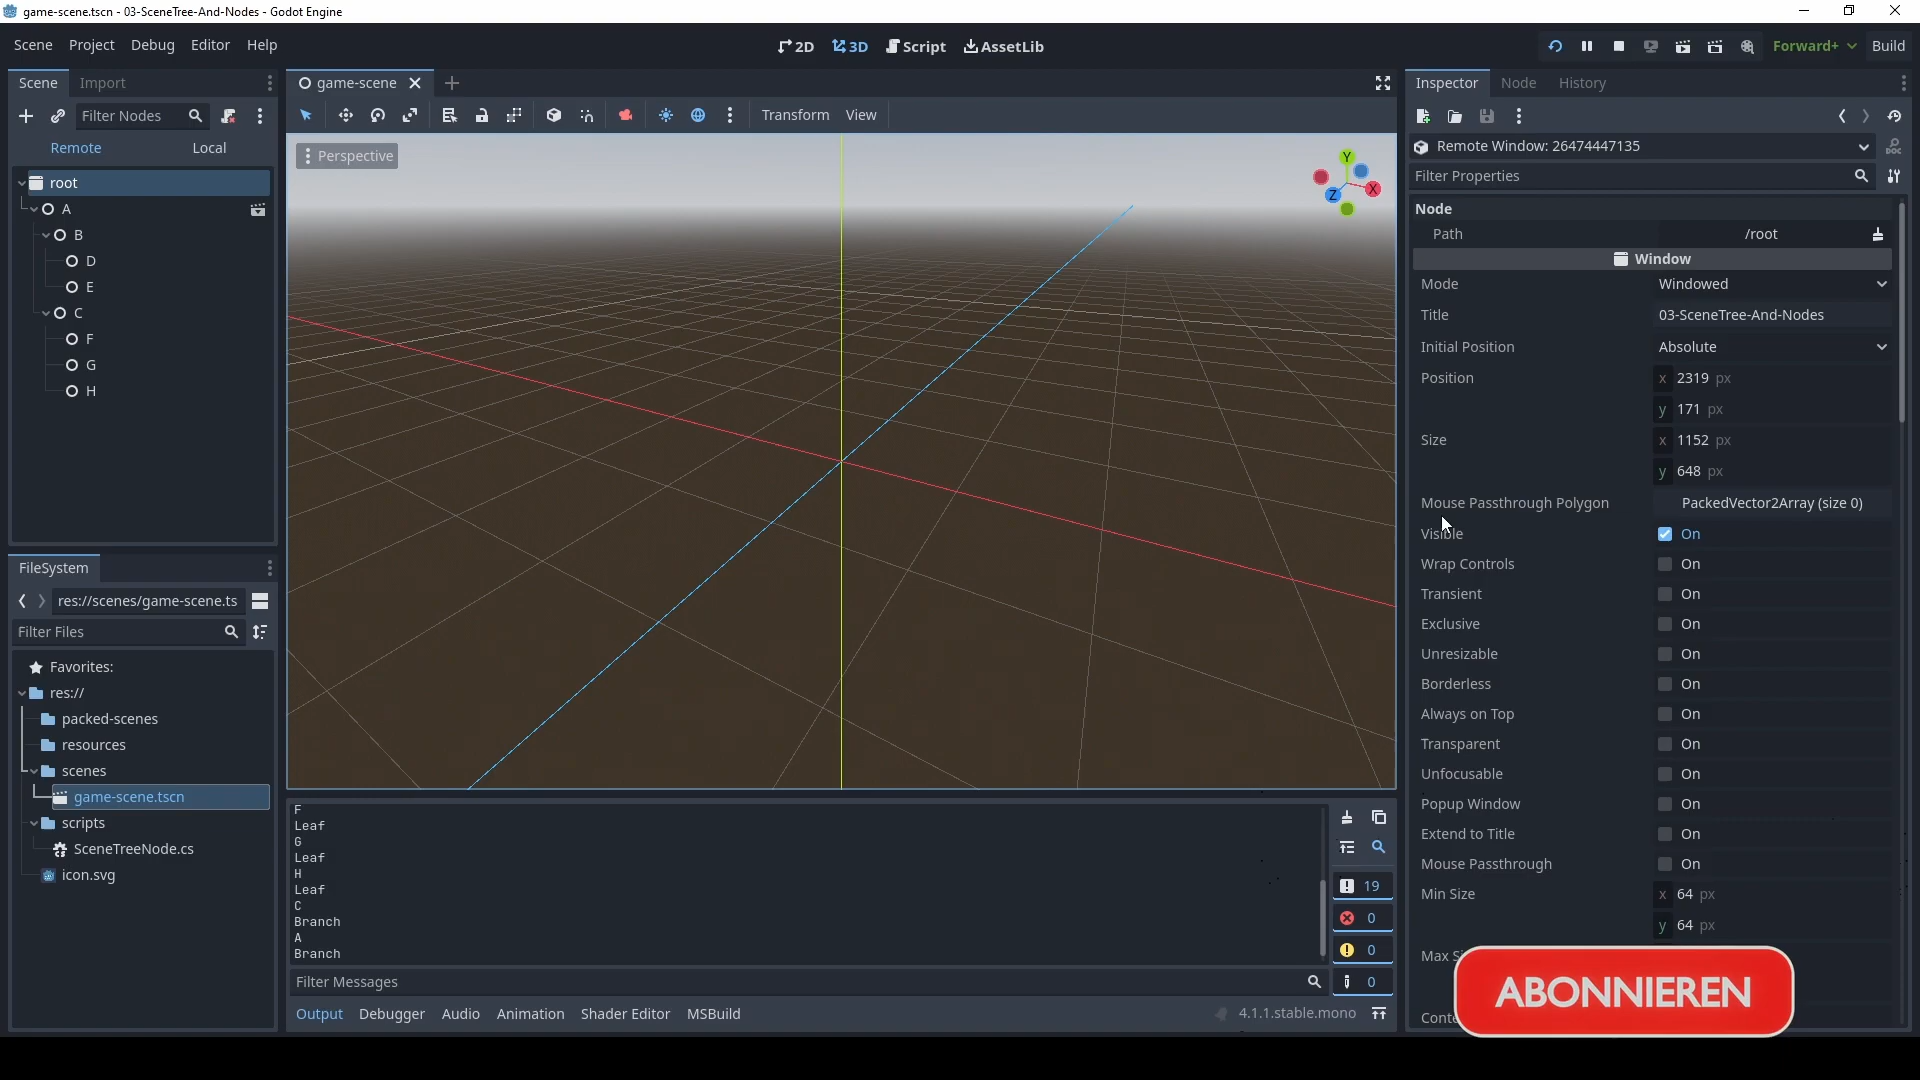 game-scene.tscn - 03-SceneTree-And-Nodes - Godot Engine
Scene Project Debug Editor Help
2D 3D Script AssetLib
Forward+ Build
Scene Import
Filter Nodes
Remote Local
root
A
B
D
E
C
F
G
H
FileSystem
res://scenes/game-scene.ts
Filter Files
Favorites:
res://
packed-scenes
resources
scenes
game-scene.tscn
scripts
SceneTreeNode.cs
icon.svg
game-scene
Transform View
Perspective
Y
X
Z
F
Leaf
G
Leaf
H
Leaf
C
Branch
A
Branch
19
0
0
0
Filter Messages
Output Debugger Audio Animation Shader Editor MSBuild
4.1.1.stable.mono
Inspector Node History
Remote Window: 26474447135
DOC
Filter Properties
Node
Path /root
Window
Mode Windowed
Title 03-SceneTree-And-Nodes
Initial Position Absolute
Position x 2319 px
y 171 px
Size x 1152 px
y 648 px
Mouse Passthrough Polygon PackedVector2Array (size 0)
Visible On
Wrap Controls On
Transient On
Exclusive On
Unresizable On
Borderless On
Always on Top On
Transparent On
Unfocusable On
Popup Window On
Extend to Title On
Mouse Passthrough On
Min Size x 64 px
y 64 px
Max Si
Conte
ABONNIEREN